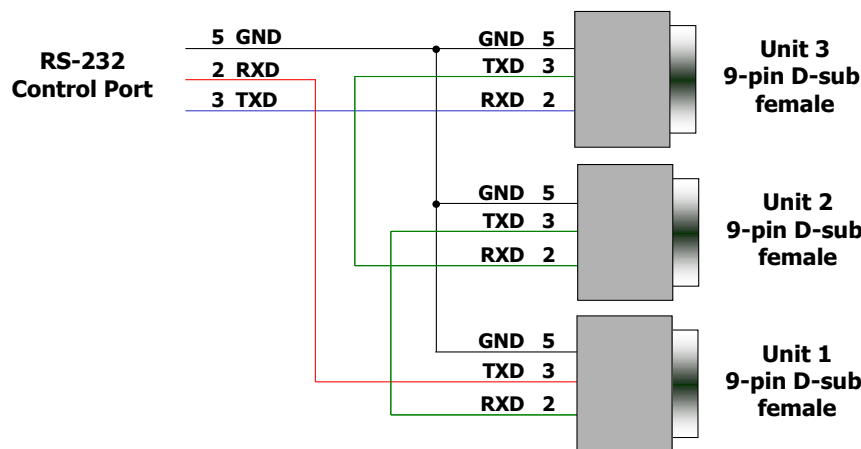 RS-232
Control Port
5 GND
2 RXD
3 TXD
GND 5
TXD 3
RXD 2
Unit 3
9-pin D-sub
female
GND 5
TXD 3
RXD 2
Unit 2
9-pin D-sub
female
GND 5
TXD 3
RXD 2
Unit 1
9-pin D-sub
female